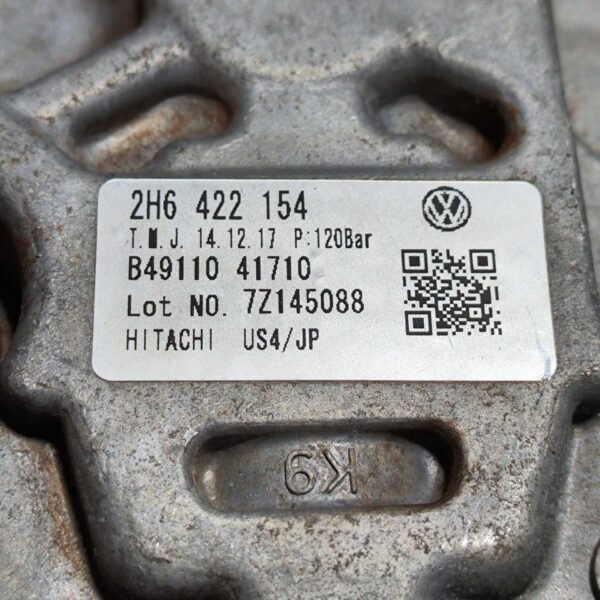 2H6 422 154
T.M.J. 14.12.17 P:120Bar
B49110 41710
Lot NO. 7Z145088
HITACHI US4/JP
K9